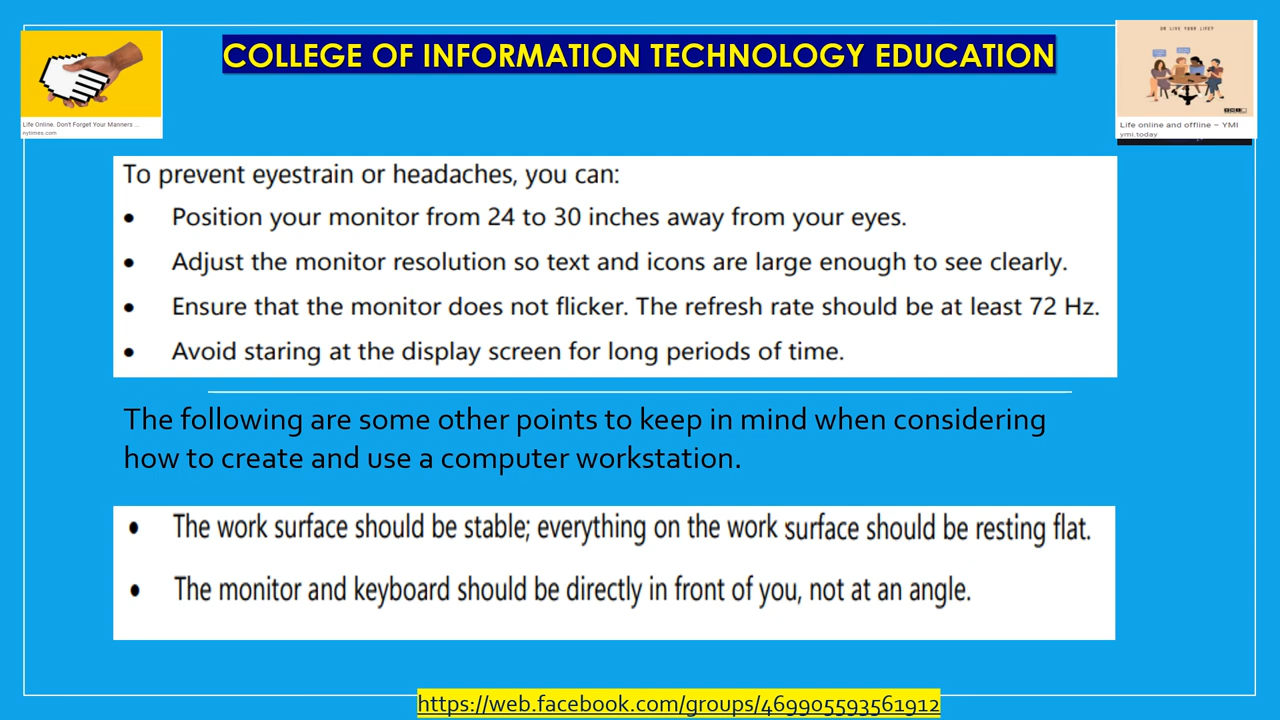 COLLEGE OF INFORMATION TECHNOLOGY EDUCATION
Life Online. Don't Forget Your Manners ...
nytimes.com
OR LIVE YOUR LIFE?
Life online and offline – YMI
ymi.today
To prevent eyestrain or headaches, you can:
• Position your monitor from 24 to 30 inches away from your eyes.
• Adjust the monitor resolution so text and icons are large enough to see clearly.
• Ensure that the monitor does not flicker. The refresh rate should be at least 72 Hz.
• Avoid staring at the display screen for long periods of time.
The following are some other points to keep in mind when considering
how to create and use a computer workstation.
• The work surface should be stable; everything on the work surface should be resting flat.
• The monitor and keyboard should be directly in front of you, not at an angle.
https://web.facebook.com/groups/469905593561912